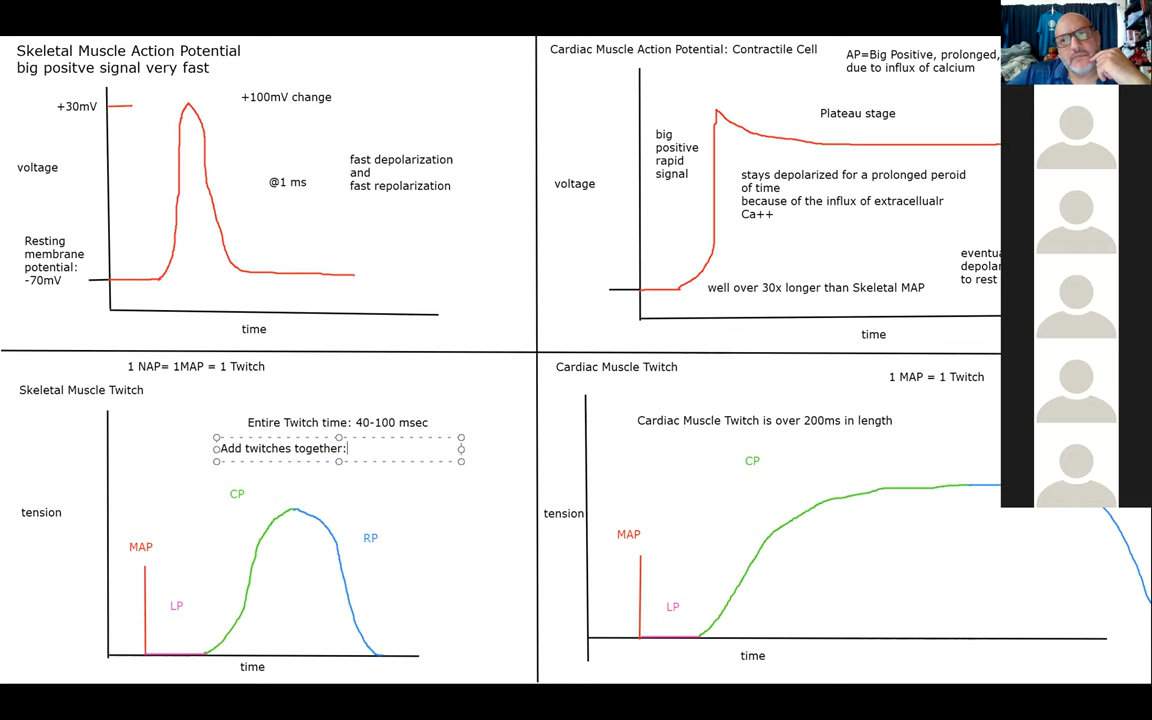 Skeletal Muscle Action Potential
big positve signal very fast
+30mV
+100mV change
voltage
fast depolarization
and
fast repolarization
@1 ms
Resting
membrane
potential:
-70mV
time
Cardiac Muscle Action Potential: Contractile Cell
AP=Big Positive, prolonged,
due to influx of calcium
Plateau stage
big
positive
rapid
signal
voltage
stays depolarized for a prolonged peroid
of time
because of the influx of extracellualr
Ca++
eventua
depolar
to rest
well over 30x longer than Skeletal MAP
time
1 NAP= 1MAP = 1 Twitch
Skeletal Muscle Twitch
Entire Twitch time: 40-100 msec
Add twitches together:
CP
tension
RP
MAP
LP
time
Cardiac Muscle Twitch
1 MAP = 1 Twitch
Cardiac Muscle Twitch is over 200ms in length
CP
tension
MAP
LP
time